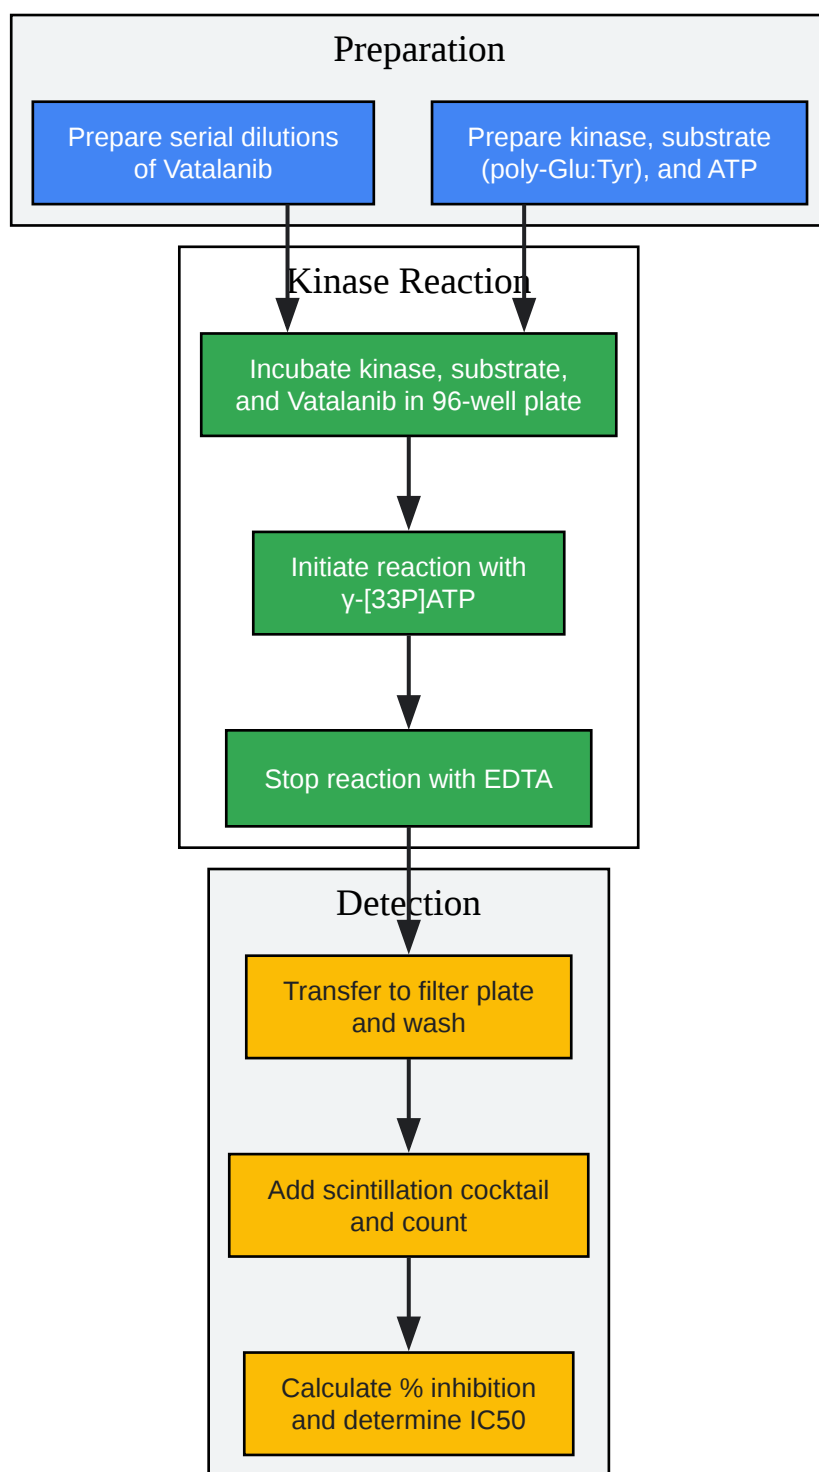 Preparation
Prepare serial dilutions
of Vatalanib
Prepare kinase, substrate
(poly-Glu:Tyr), and ATP
Kinase Reaction
Incubate kinase, substrate,
and Vatalanib in 96-well plate
Initiate reaction with
γ-[33P]ATP
Stop reaction with EDTA
Detection
Transfer to filter plate
and wash
Add scintillation cocktail
and count
Calculate % inhibition
and determine IC50